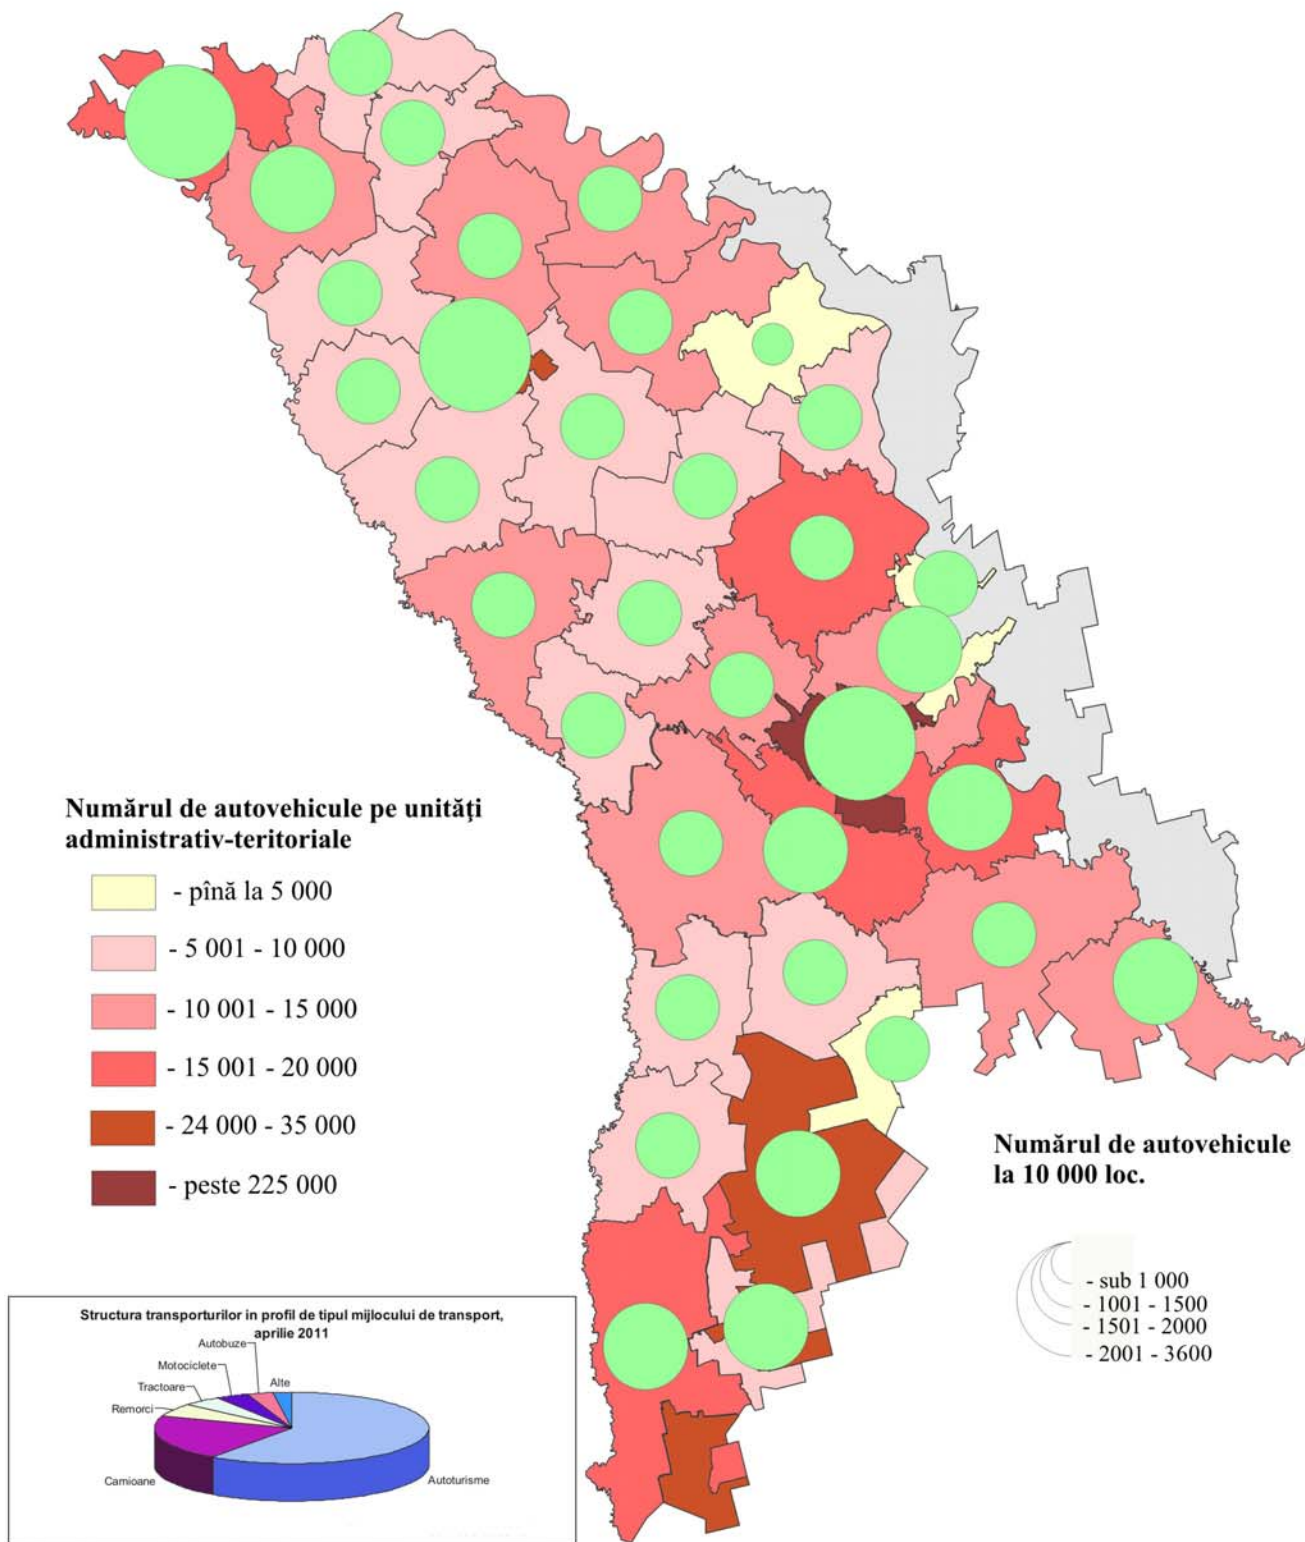 Numărul de autovehicule pe unităţi
administrativ-teritoriale
- pînă la 5 000
- 5 001 - 10 000
- 10 001 - 15 000
- 15 001 - 20 000
- 24 000 - 35 000
- peste 225 000
Numărul de autovehicule
la 10 000 loc.
- sub 1 000
- 1001 - 1500
- 1501 - 2000
- 2001 - 3600
Structura transporturilor in profil de tipul mijlocului de transport,
aprilie 2011
Autobuze
Motociclete
Alte
Tractoare
Remorci
Camioane
Autoturisme